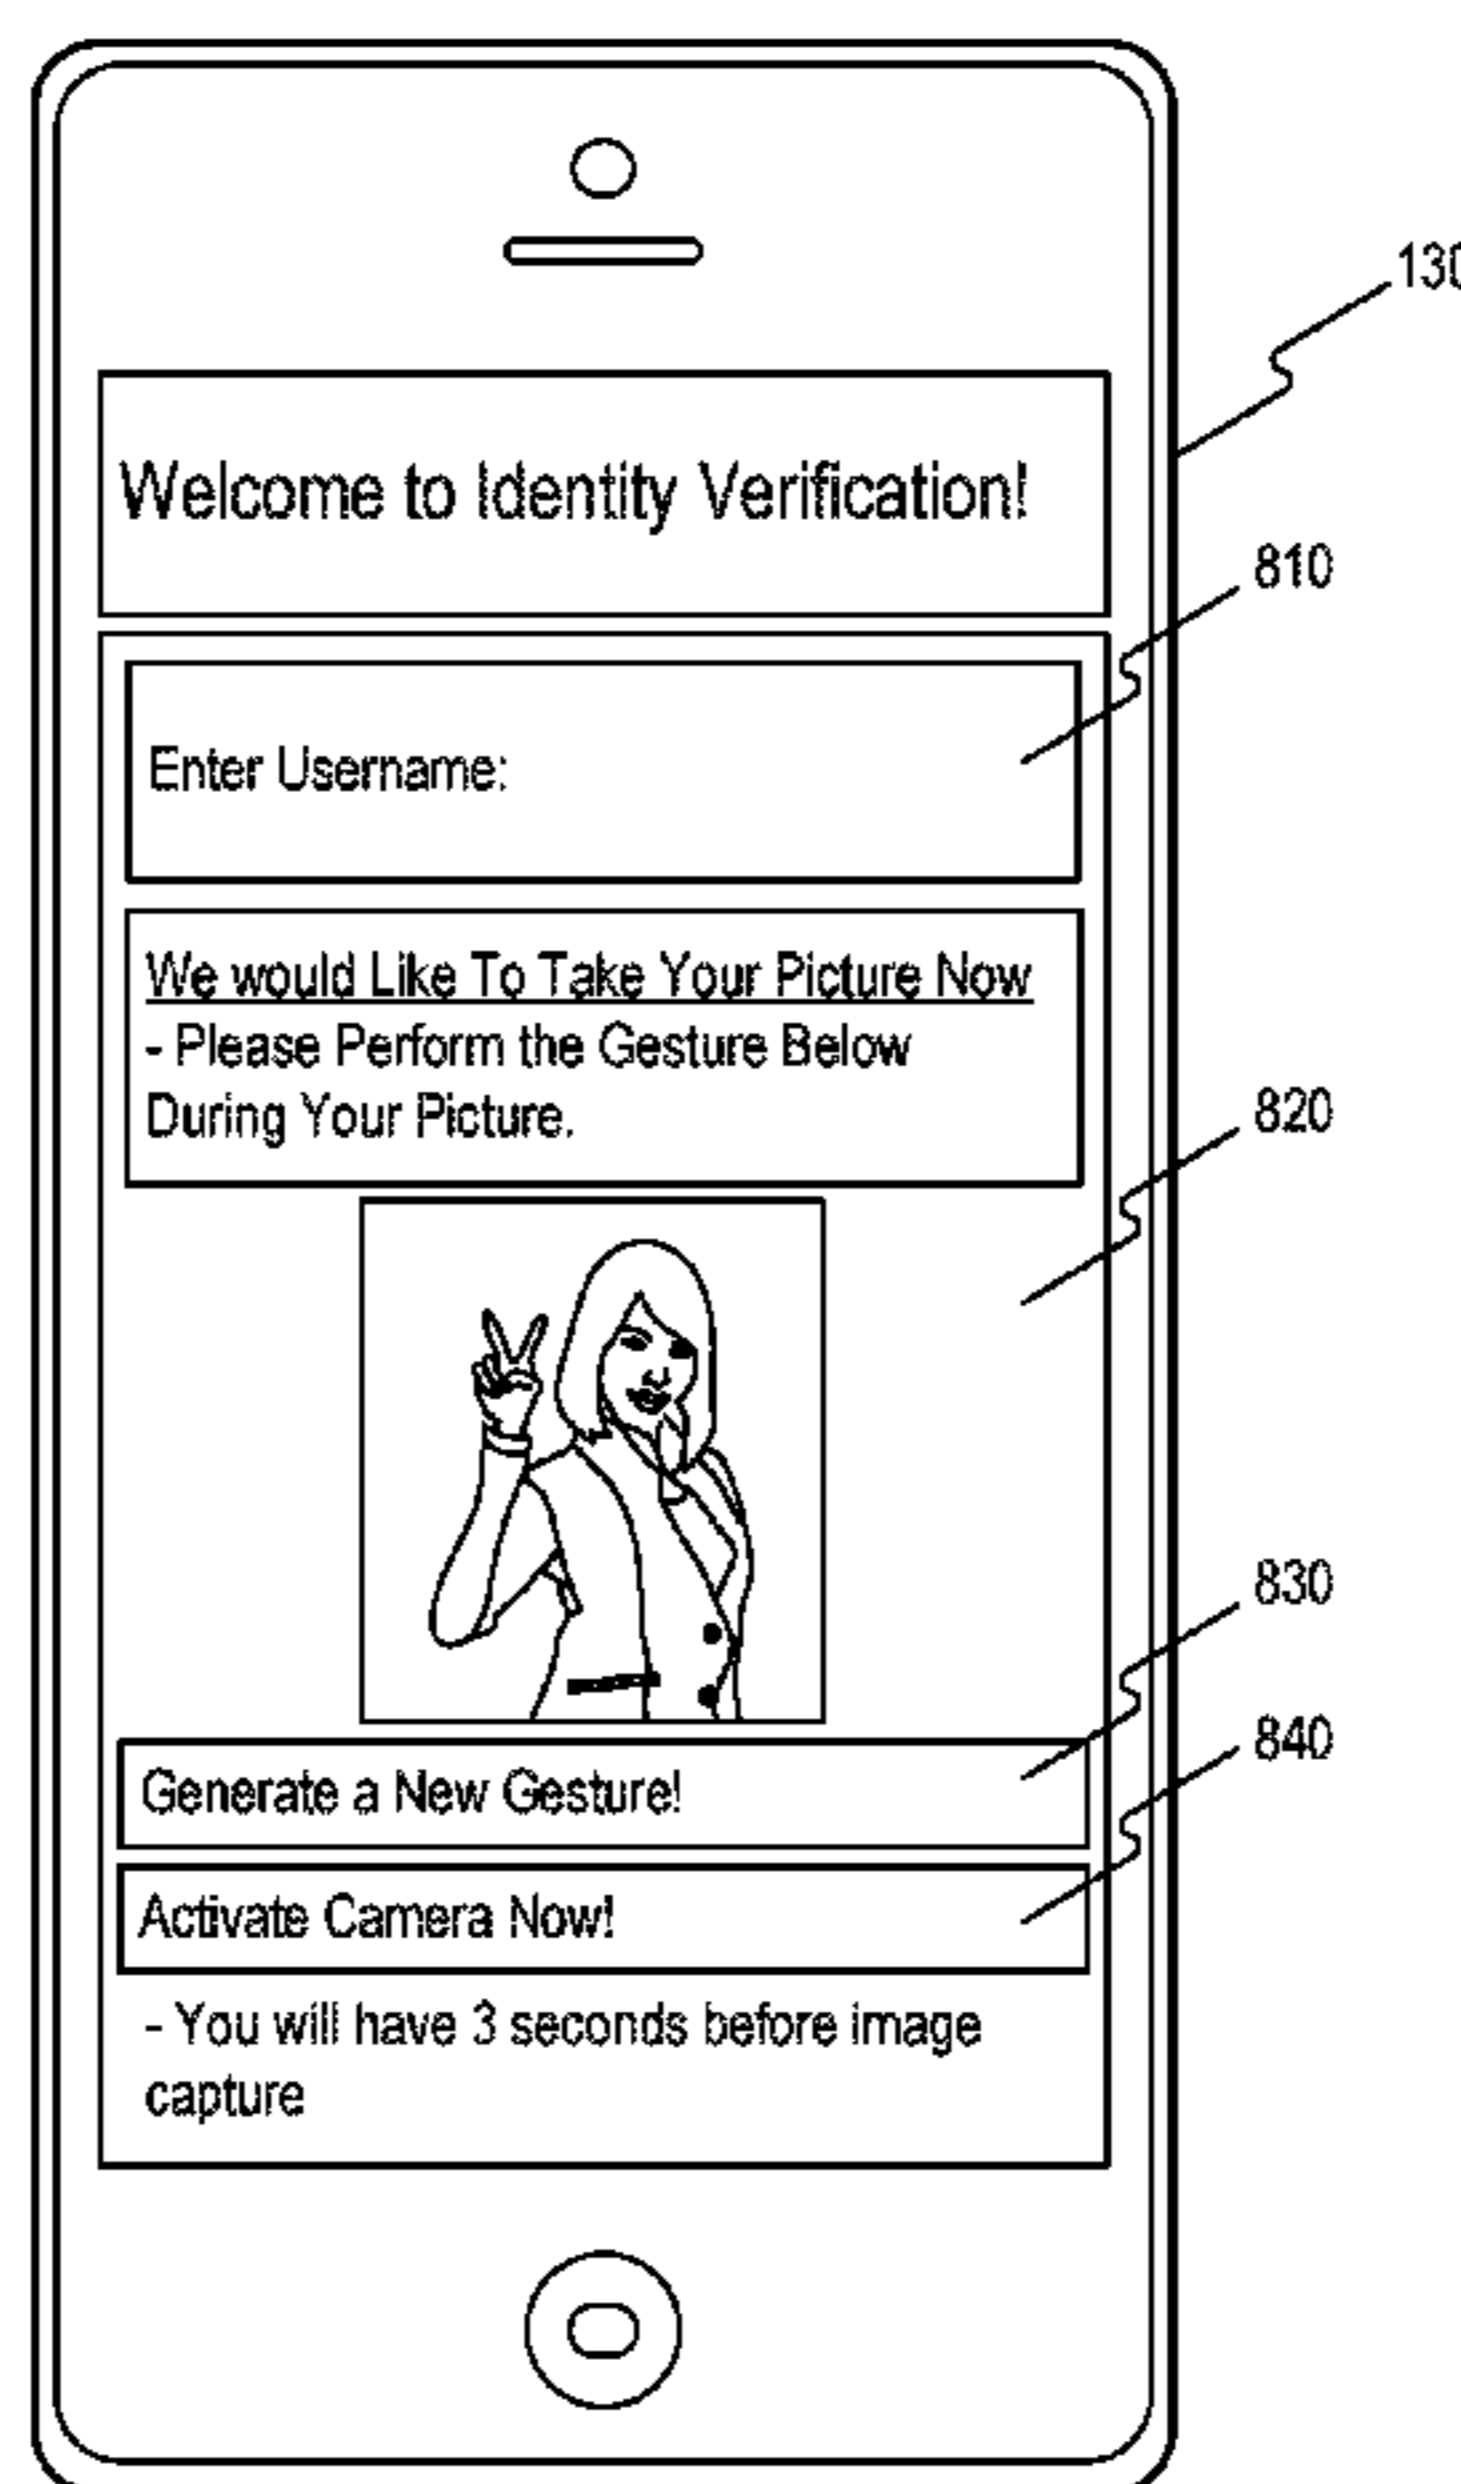 130
Welcome to Identity Verification!
810
Enter Username:
We would Like To Take Your Picture Now
- Please Perform the Gesture Below
During Your Picture.
820
830
Generate a New Gesture!
840
Activate Camera Now!
- You will have 3 seconds before image
capture